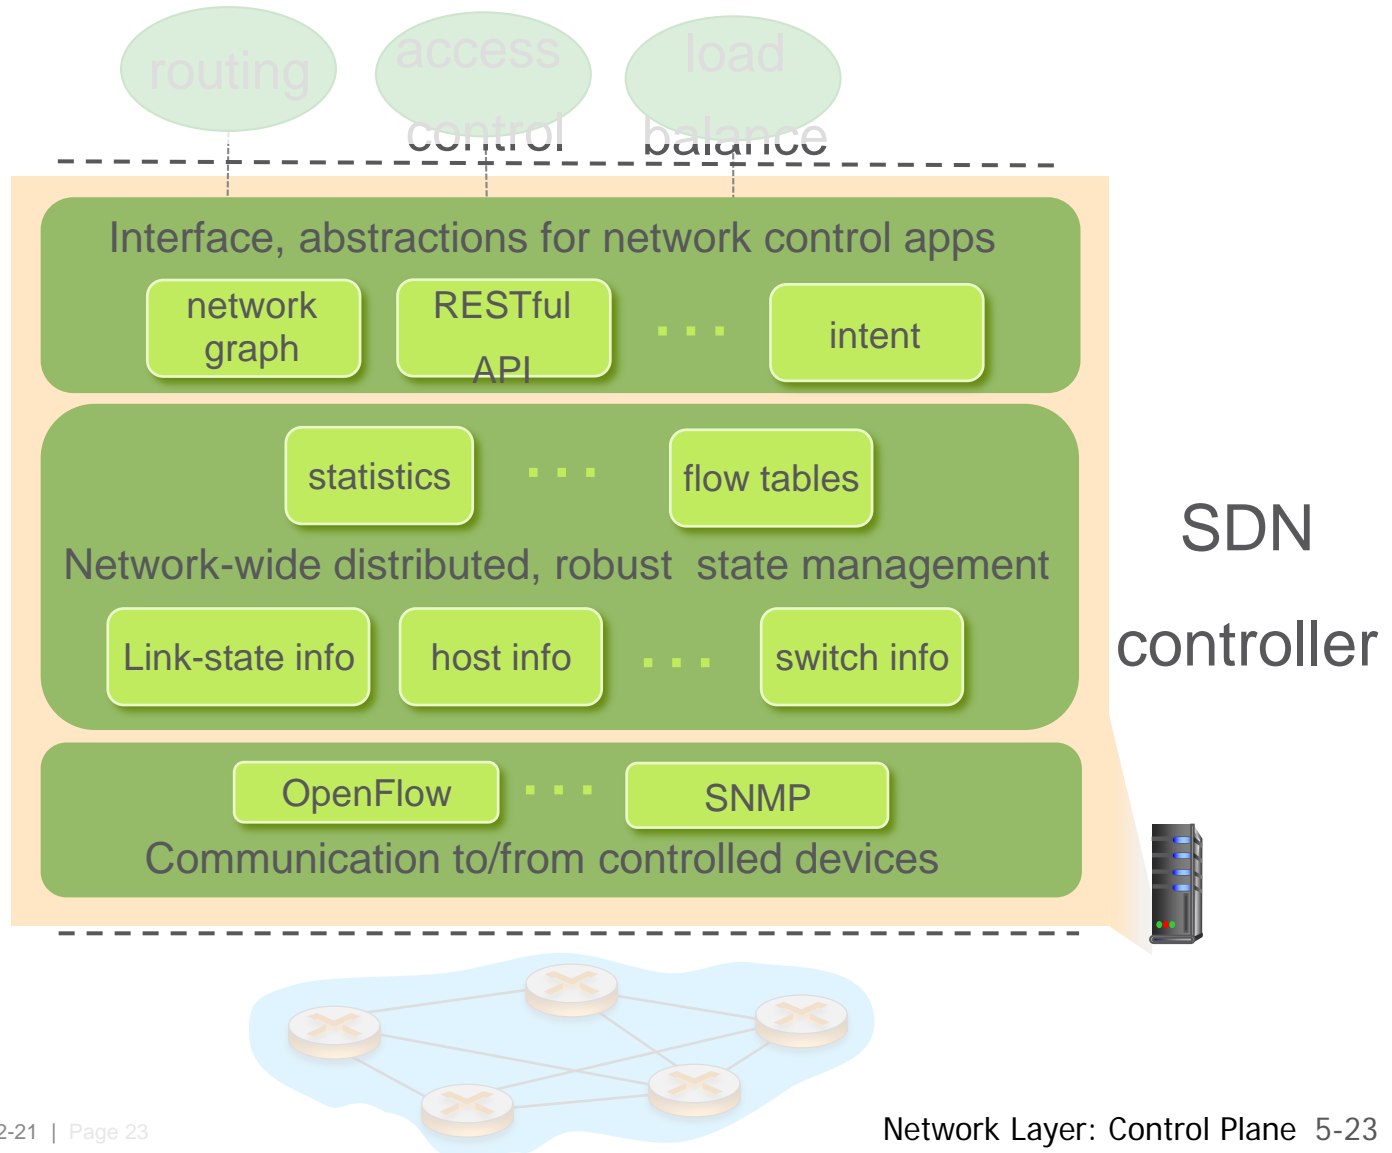 routing
access
control
load
balance
Interface, abstractions for network control apps
network
graph
RESTful
API
. . .
intent
statistics
. . .
flow tables
Network-wide distributed, robust state management
Link-state info
host info
. . .
switch info
OpenFlow
. . .
SNMP
Communication to/from controlled devices
SDN
controller
2-21 | Page 23
Network Layer: Control Plane 5-23